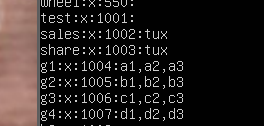 wheel:x:550:
test:x:1001:
sales:x:1002:tux
share:x:1003:tux
g1:x:1004:a1,a2,a3
g2:x:1005:b1,b2,b3
g3:x:1006:c1,c2,c3
g4:x:1007:d1,d2,d3